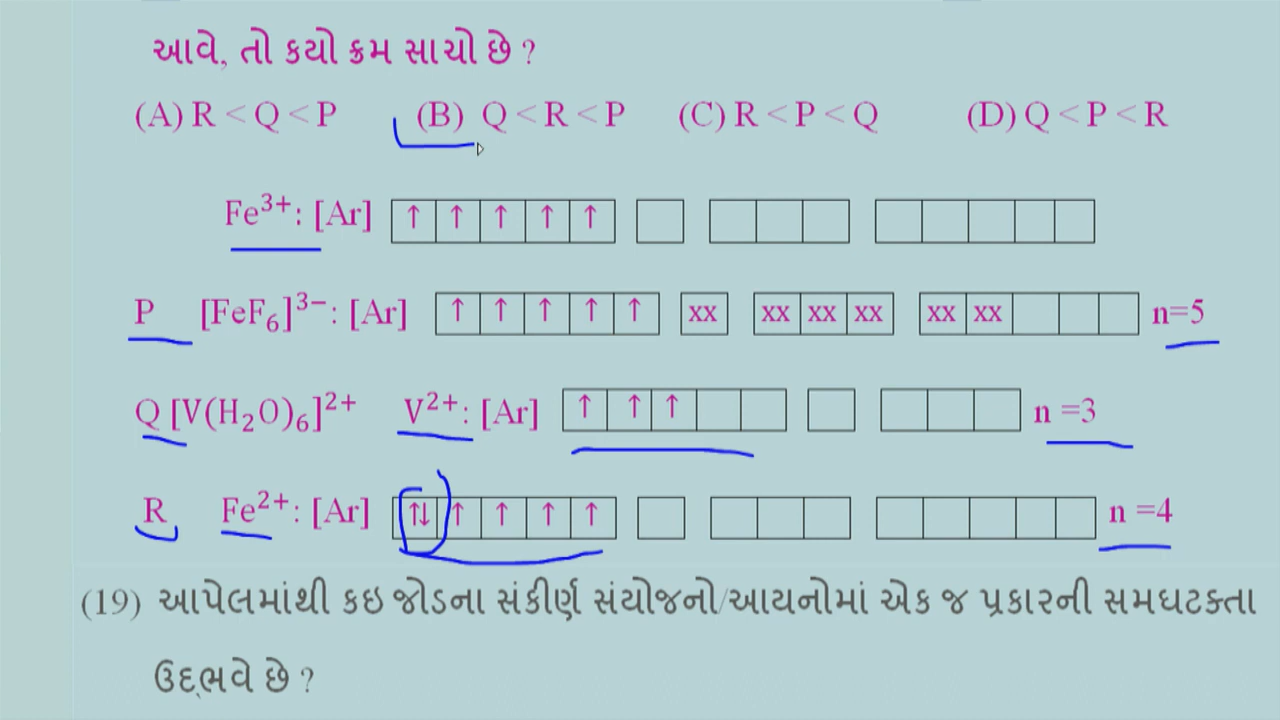 આવે, તો કયો ક્રમ સાચો છે ?
(A) R < Q < P (B) Q < R < P (C) R < P < Q (D) Q < P < R
Fe³⁺: [Ar] ↑ ↑ ↑ ↑ ↑
P [FeF₆]³⁻: [Ar] ↑ ↑ ↑ ↑ ↑ xx xx xx xx xx xx n=5
Q [V(H₂O)₆]²⁺ V²⁺: [Ar] ↑ ↑ ↑ n =3
R Fe²⁺: [Ar] ↑↓ ↑ ↑ ↑ ↑ n =4
(19) આપેલમાંથી કઇ જોડના સંકીર્ણ સંયોજનો/આયનોમાં એક જ પ્રકારની સમઘટક્તા
ઉદ્ભવે છે ?